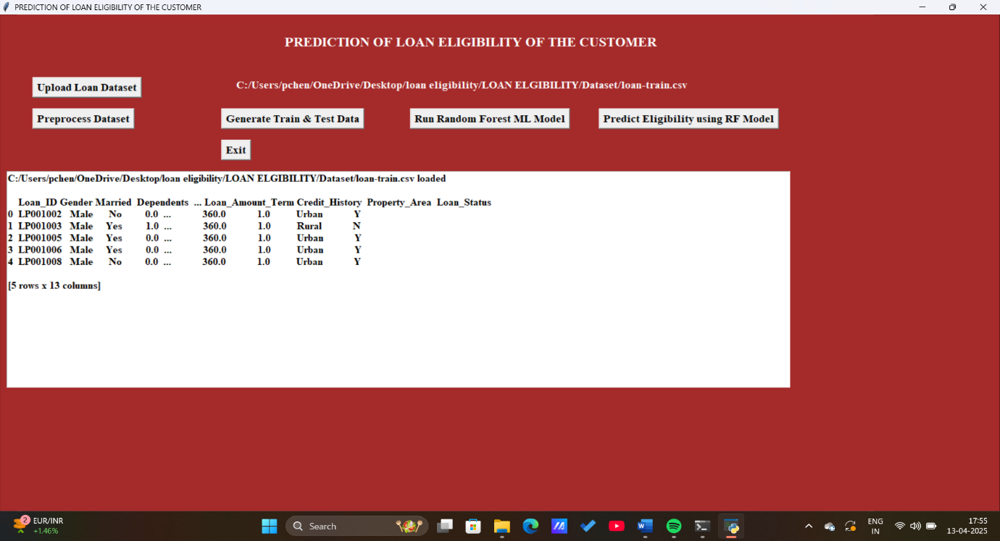 PREDICTION OF LOAN ELIGIBILITY OF THE CUSTOMER
PREDICTION OF LOAN ELIGIBILITY OF THE CUSTOMER
Upload Loan Dataset C:/Users/pchen/OneDrive/Desktop/loan eligibility/LOAN ELGIBILITY/Dataset/loan-train.csv
Preprocess Dataset Generate Train & Test Data Run Random Forest ML Model Predict Eligibility using RF Model
Exit
C:/Users/pchen/OneDrive/Desktop/loan eligibility/LOAN ELGIBILITY/Dataset/loan-train.csv loaded
Loan_ID Gender Married Dependents ... Loan_Amount_Term Credit_History Property_Area Loan_Status
0 LP001002 Male No 0.0 ... 360.0 1.0 Urban Y
1 LP001003 Male Yes 1.0 ... 360.0 1.0 Rural N
2 LP001005 Male Yes 0.0 ... 360.0 1.0 Urban Y
3 LP001006 Male Yes 0.0 ... 360.0 1.0 Urban Y
4 LP001008 Male No 0.0 ... 360.0 1.0 Urban Y
[5 rows x 13 columns]
2 EUR/INR
+1.46%
Search
W
ENG
IN
17:55
13-04-2025